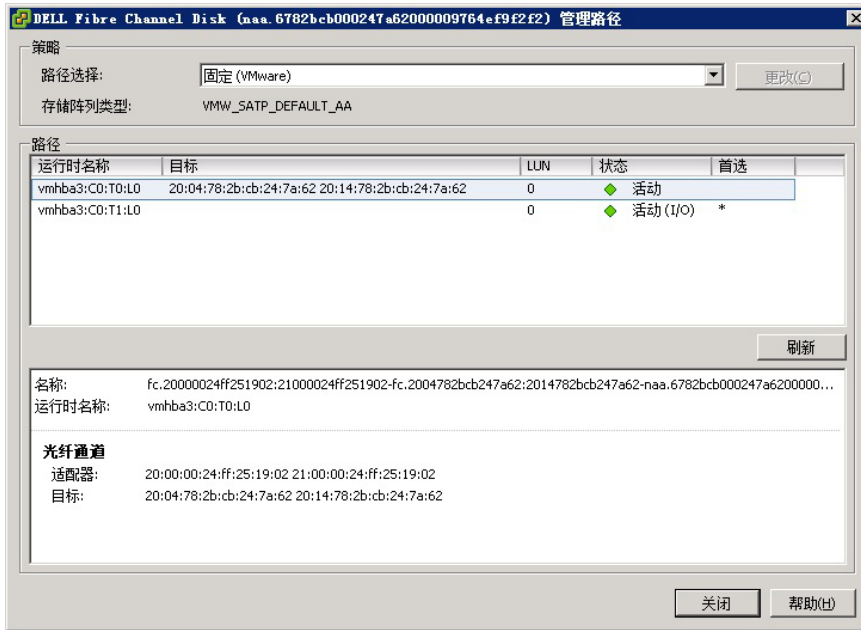 DELL Fibre Channel Disk (naa.6782bcb000247a62000009764ef9f2f2) 管理路径
策略
路径选择: 固定 (VMware) 更改(C)
存储阵列类型: VMW_SATP_DEFAULT_AA
路径
运行时名称 目标 LUN 状态 首选
vmhba3:C0:T0:L0 20:04:78:2b:cb:24:7a:62 20:14:78:2b:cb:24:7a:62 0 活动
vmhba3:C0:T1:L0 0 活动 (I/O) *
刷新
名称: fc.20000024ff251902:21000024ff251902-fc.2004782bcb247a62:2014782bcb247a62-naa.6782bcb000247a6200000...
运行时名称: vmhba3:C0:T0:L0
光纤通道
适配器: 20:00:00:24:ff:25:19:02 21:00:00:24:ff:25:19:02
目标: 20:04:78:2b:cb:24:7a:62 20:14:78:2b:cb:24:7a:62
关闭 帮助(H)